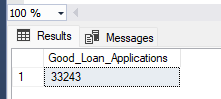 100 %
Results Messages
Good_Loan_Applications
1 33243